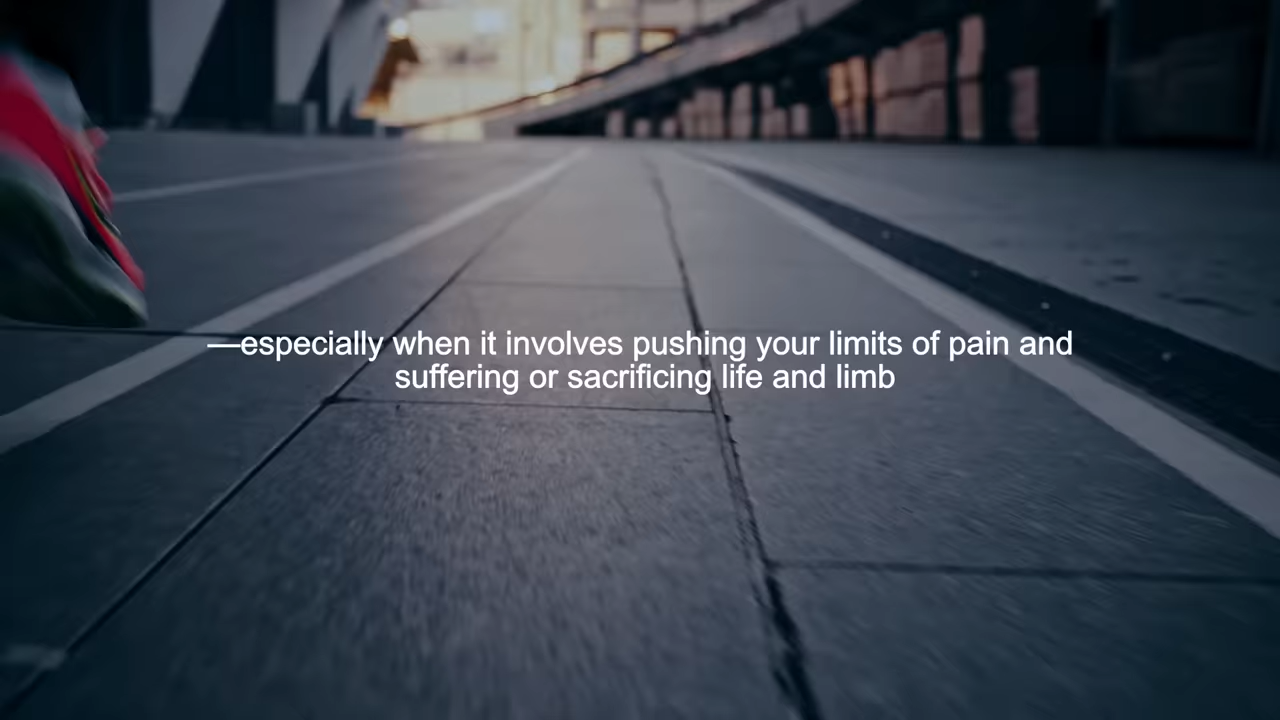 —especially when it involves pushing your limits of pain and
suffering or sacrificing life and limb